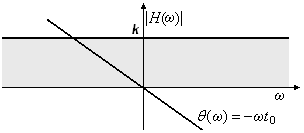 |H(ω)|
k
ω
θ(ω) = −ωt₀